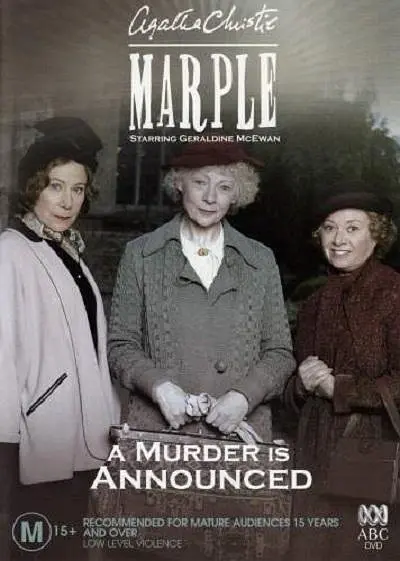 Agatha Christie
MARPLE
STARRING GERALDINE MCEWAN
A MURDER IS
ANNOUNCED
M 15+ RECOMMENDED FOR MATURE AUDIENCES 15 YEARS
AND OVER
LOW LEVEL VIOLENCE
ABC
DVD